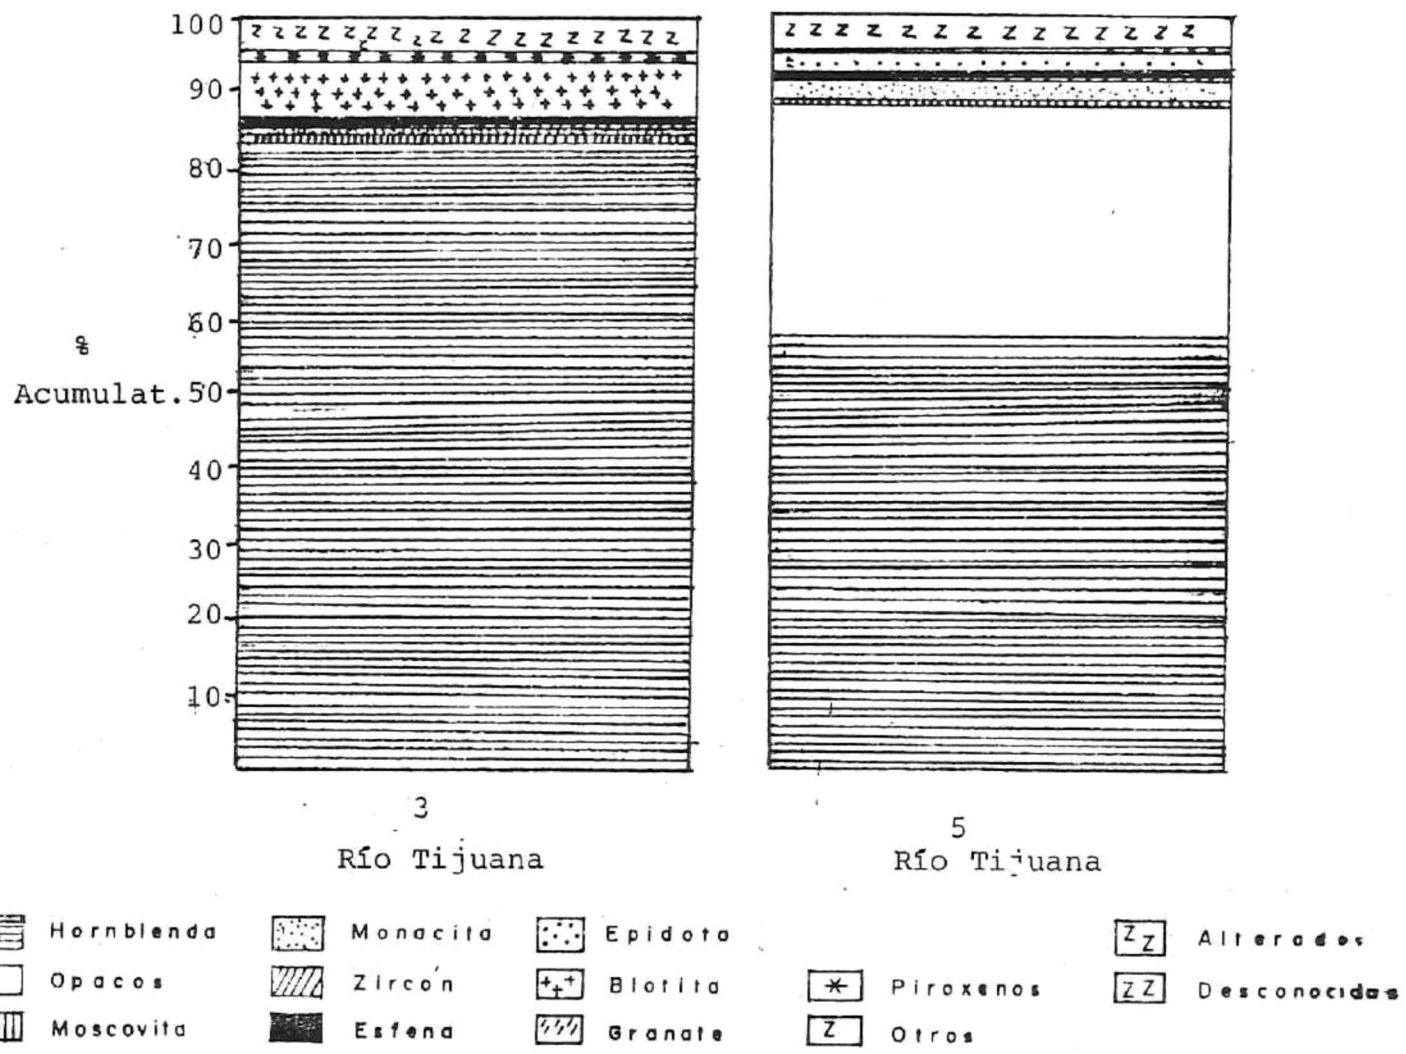 100
90
80
70
60
%
Acumulat. 50
40
30
20
10
3
5
Río Tijuana
Río Tijuana
Hornblenda
Monacita
Epidota
Alterados
Opacos
Zircón
Biotita
Piroxenos
Desconocidos
Moscovita
Esfena
Granate
Otros